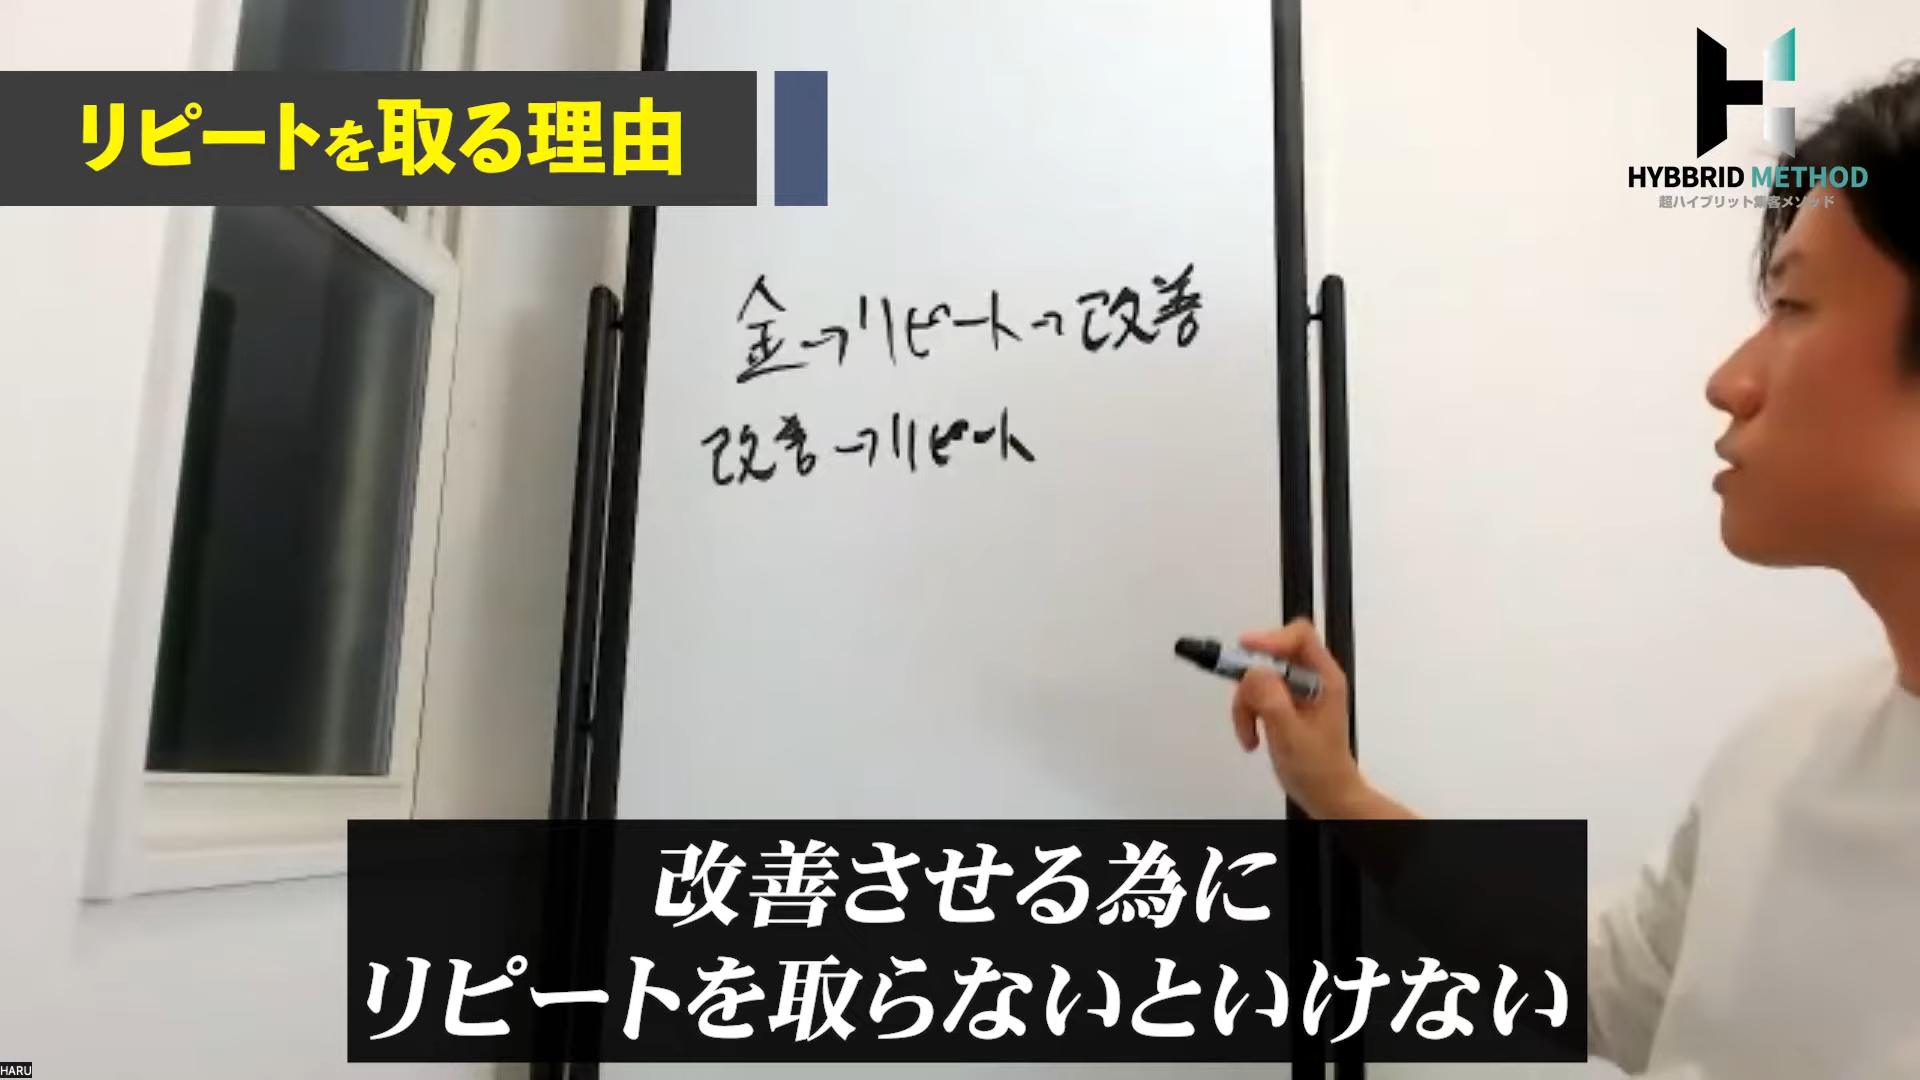 リピートを取る理由
HYBBRID METHOD
超ハイブリット集客メソッド
金→リピート→改善
改善→リピート
改善させる為に
リピートを取らないといけない
HARU